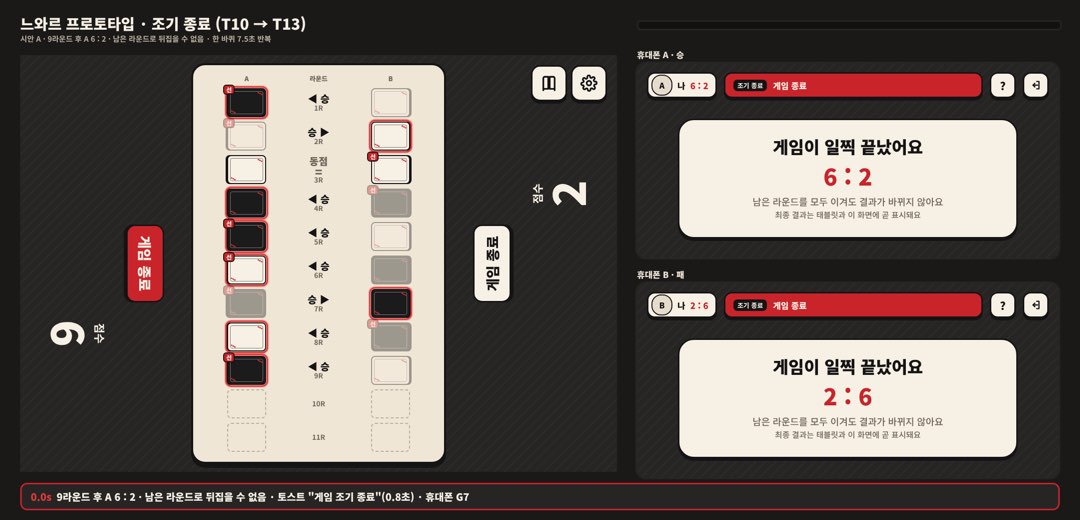 느와르 프로토타입 · 조기 종료 (T10 → T13)
시안 A · 9라운드 후 A 6 : 2 · 남은 라운드로 뒤집을 수 없음 · 한 바퀴 7.5초 반복
A 라운드 B
선
◀ 승
1R
선
승 ▶
2R
동점
=
3R
선
◀ 승
4R
선
선
◀ 승
5R
선
◀ 승
6R
선
승 ▶
7R
선
◀ 승
8R
선
선
◀ 승
9R
10R
11R
게임 종료
6
점수
게임 종료
점수
2
휴대폰 A · 승
A 나 6 : 2
조기 종료 게임 종료
?
게임이 일찍 끝났어요
6 : 2
남은 라운드를 모두 이겨도 결과가 바뀌지 않아요
최종 결과는 태블릿과 이 화면에 곧 표시돼요
휴대폰 B · 패
B 나 2 : 6
조기 종료 게임 종료
?
게임이 일찍 끝났어요
2 : 6
남은 라운드를 모두 이겨도 결과가 바뀌지 않아요
최종 결과는 태블릿과 이 화면에 곧 표시돼요
0.0s 9라운드 후 A 6 : 2 · 남은 라운드로 뒤집을 수 없음 · 토스트 "게임 조기 종료"(0.8초) · 휴대폰 G7